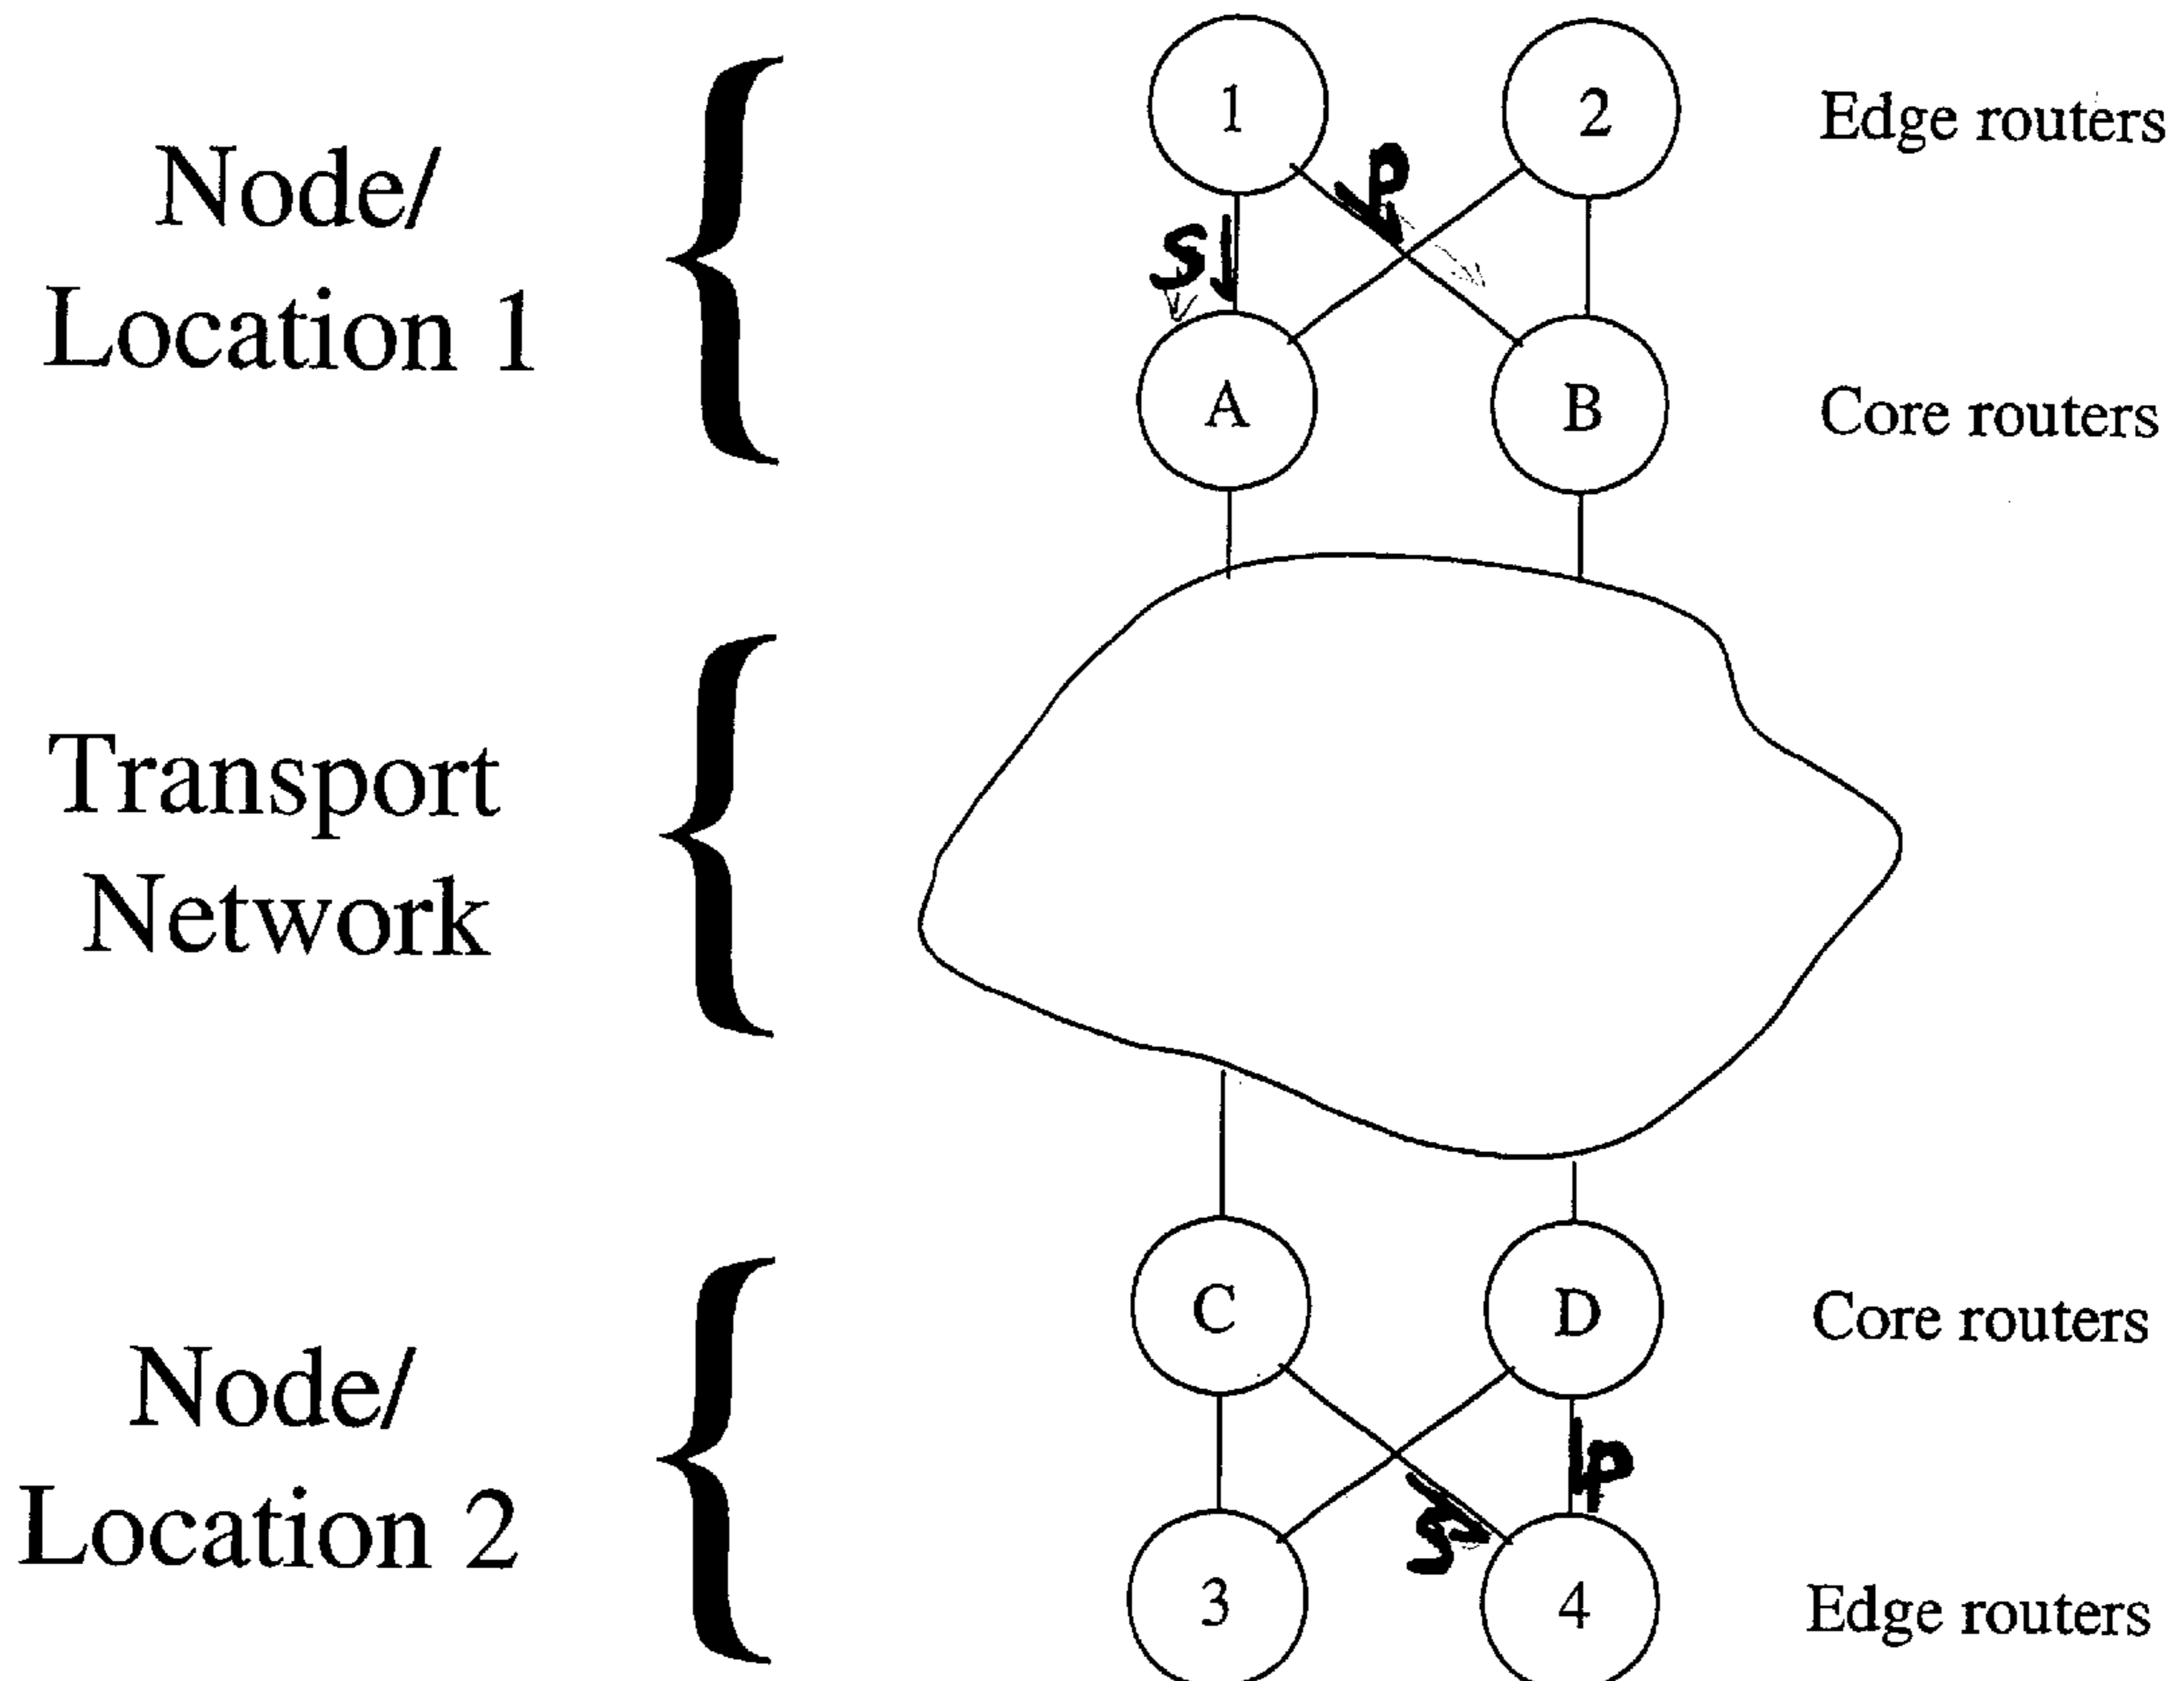 1
2
Edge routers
Node/
Location 1
P
S
A
B
Core routers
Transport
Network
C
D
Core routers
Node/
Location 2
P
S
3
4
Edge routers